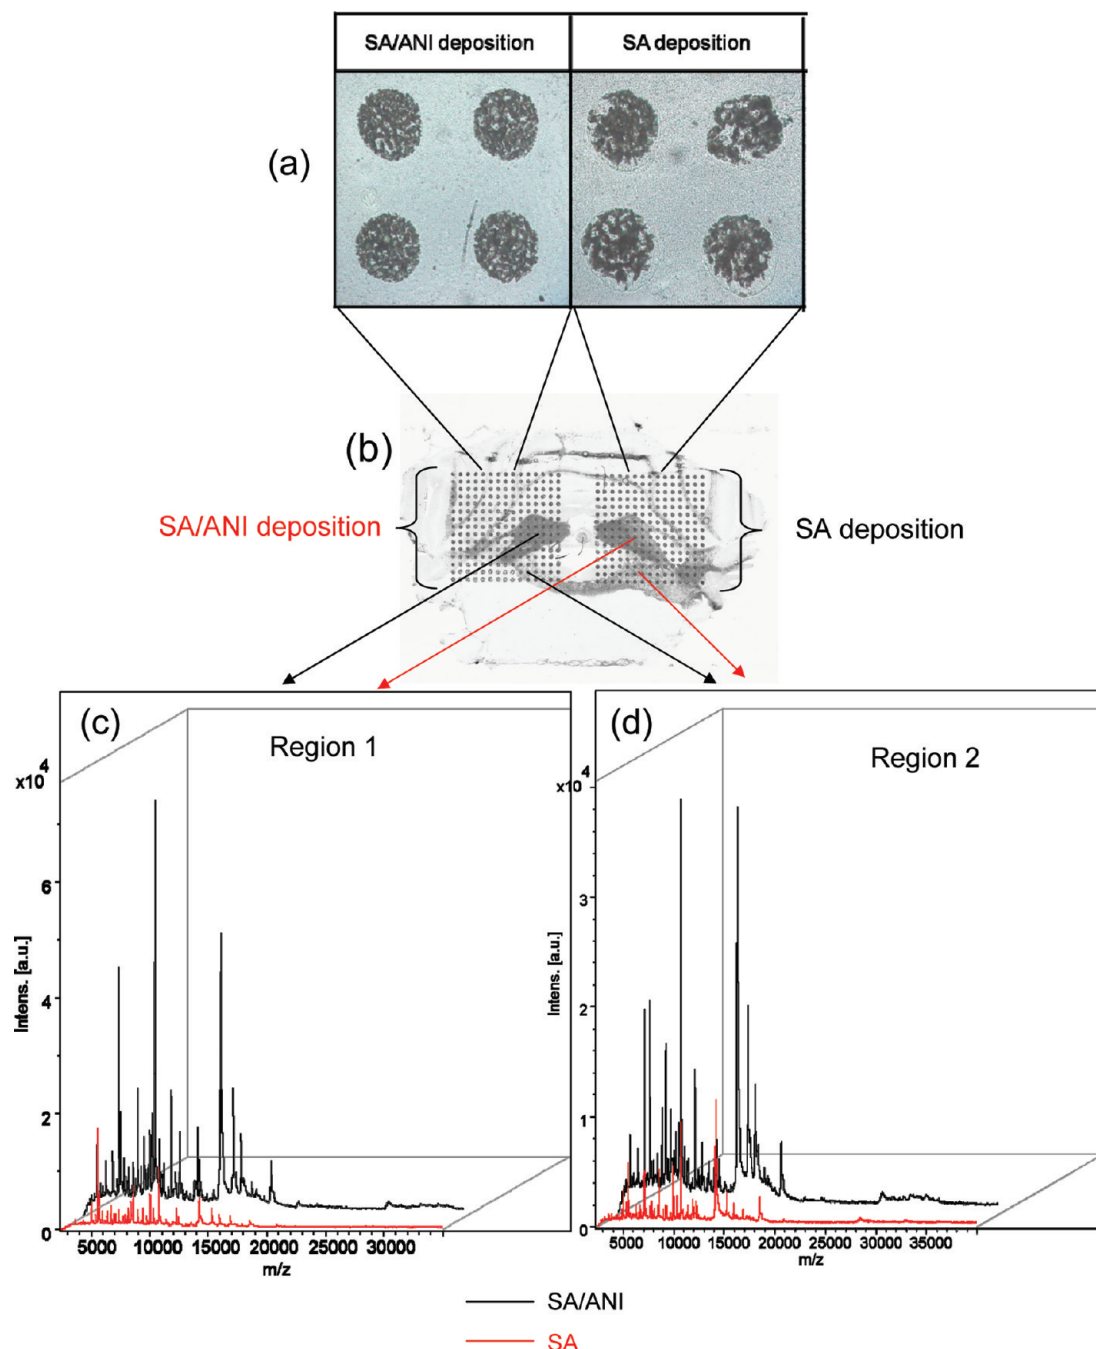 SA/ANI deposition
SA deposition
(a)
(b)
SA/ANI deposition
SA deposition
(c)
Region 1
x10 4
6
4
2
0
Intens. [a.u.]
50000
10000
15000
20000
25000
30000
m/z
(d)
Region 2
x10 4
3
2
1
0
Intens. [a.u.]
5000
10000
15000
20000
25000
30000
35000
m/z
SA/ANI
SA